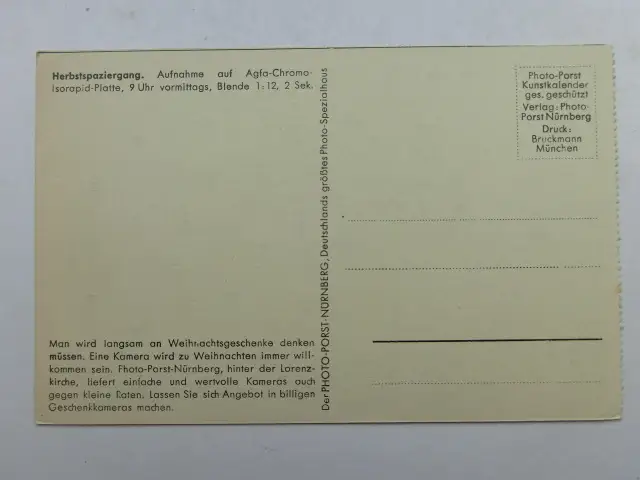 Herbstspaziergang. Aufnahme auf Agfa-Chromo-
Isorapid-Platte, 9 Uhr vormittags, Blende 1:12, 2 Sek.
Man wird langsam an Weihnachtsgeschenke denken
müssen. Eine Kamera wird zu Weihnachten immer will-
kommen sein. Photo-Porst-Nürnberg, hinter der Lorenz-
kirche, liefert einfache und wertvolle Kameras auch
gegen kleine Raten. Lassen Sie sich Angebot in billigen
Geschenkkameras machen.
Der PHOTO-PORST-NÜRNBERG, Deutschlands größtes Photo-Spezialhaus
Photo-Porst
Kunstkalender
ges. geschützt
Verlag: Photo-
Porst Nürnberg
Druck:
Bruckmann
München